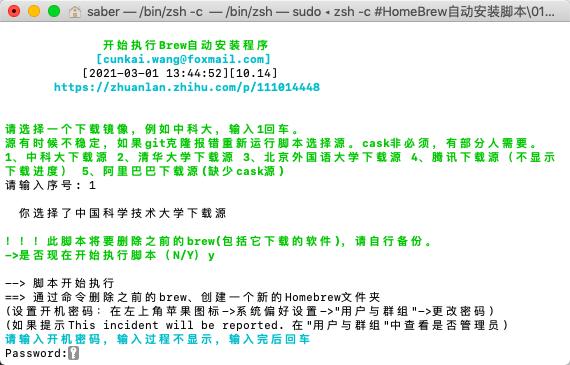 saber — /bin/zsh -c  — /bin/zsh — sudo ◂ zsh -c #HomeBrew自动安装脚本\01...
开始执行Brew自动安装程序
[cunkai.wang@foxmail.com]
[2021-03-01 13:44:52][10.14]
https://zhuanlan.zhihu.com/p/111014448
请选择一个下载镜像，例如中科大，输入1回车。
源有时候不稳定，如果git克隆报错重新运行脚本选择源。cask非必须，有部分人需要。
1、中科大下载源 2、清华大学下载源 3、北京外国语大学下载源 4、腾讯下载源（不显示
下载进度） 5、阿里巴巴下载源(缺少cask源)
请输入序号: 1
你选择了中国科学技术大学下载源
！！！此脚本将要删除之前的brew(包括它下载的软件)，请自行备份。
->是否现在开始执行脚本（N/Y）y
--> 脚本开始执行
==> 通过命令删除之前的brew、创建一个新的Homebrew文件夹
(设置开机密码：在左上角苹果图标->系统偏好设置->"用户与群组"->更改密码)
(如果提示This incident will be reported. 在"用户与群组"中查看是否管理员)
请输入开机密码，输入过程不显示，输入完后回车
Password: